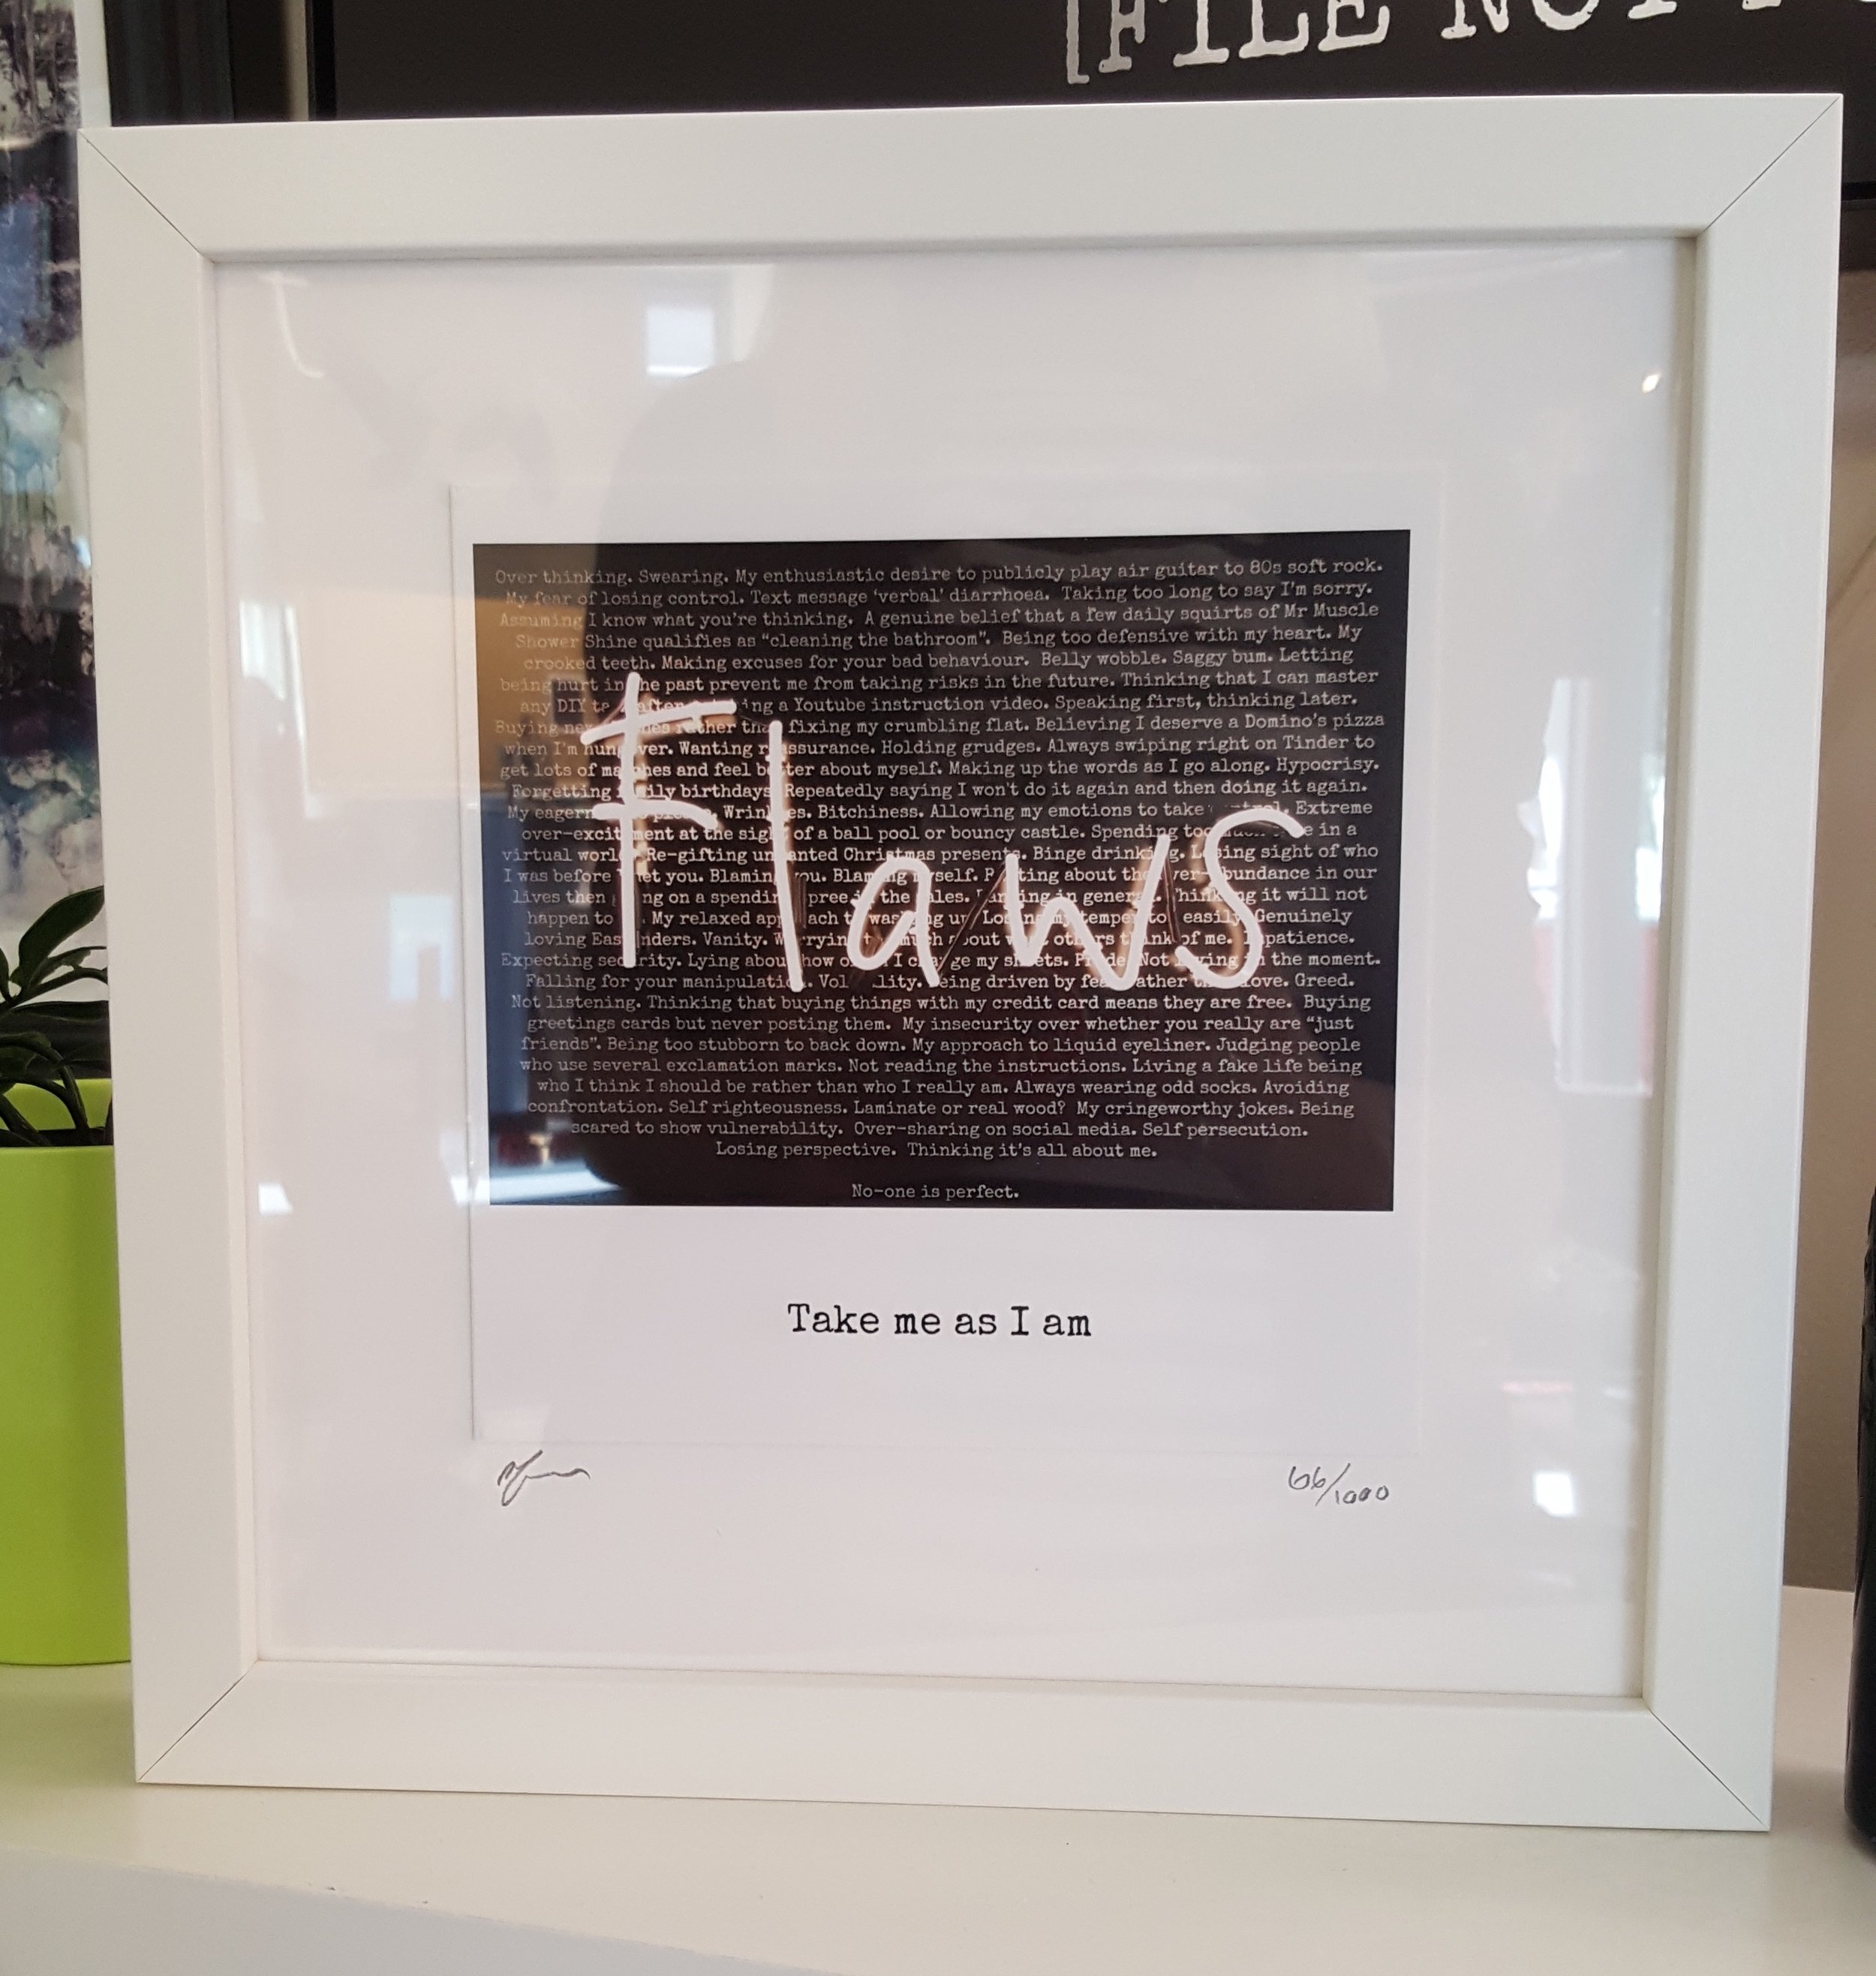 [FILE NOT
Over thinking. Swearing. My enthusiastic desire to publicly play air guitar to 80s soft rock.
My fear of losing control. Text message 'verbal' diarrhoea. Taking too long to say I'm sorry.
Assuming I know what you're thinking. A genuine belief that a few daily squirts of Mr Muscle
Shower Shine qualifies as "cleaning the bathroom". Being too defensive with my heart. My
crooked teeth. Making excuses for your bad behaviour. Belly wobble. Saggy bum. Letting
being hurt in the past prevent me from taking risks in the future. Thinking that I can master
any DIY after a Youtube instruction video. Speaking first, thinking later.
Buying rather than fixing my crumbling flat. Believing I deserve a Domino's pizza
when I'm hungover. Wanting reassurance. Holding grudges. Always swiping right on Tinder to
get lots of matches and feel better about myself. Making up the words as I go along. Hypocrisy.
Forgetting family birthdays. Repeatedly saying I won't do it again and then doing it again.
My Wrinkles. Bitchiness. Allowing my emotions to take control. Extreme
over-excitement at the sight of a ball pool or bouncy castle. Spending too in a
virtual world. Re-gifting unwanted Christmas presents. Binge drinking. Losing sight of who
I was before I met you. Blaming you. Blaming myself. about the over-abundance in our
lives then on a spending spree in the sales. in general. Thinking it will not
happen to My relaxed approach to washing up. Losing my temper too easily. Genuinely
loving Eastenders. Vanity. Worrying too much about what others think of me. Impatience.
Expecting security. Lying about how often I change my sheets. Pride. Not living in the moment.
Falling for your manipulation. Volatility. Being driven by fear rather than love. Greed.
Not listening. Thinking that buying things with my credit card means they are free. Buying
greetings cards but never posting them. My insecurity over whether you really are "just
friends". Being too stubborn to back down. My approach to liquid eyeliner. Judging people
who use several exclamation marks. Not reading the instructions. Living a fake life being
who I think I should be rather than who I really am. Always wearing odd socks. Avoiding
confrontation. Self righteousness. Laminate or real wood? My cringeworthy jokes. Being
scared to show vulnerability. Over-sharing on social media. Self persecution.
Losing perspective. Thinking it's all about me.
No-one is perfect.
Flaws
Take me as I am
66/1000